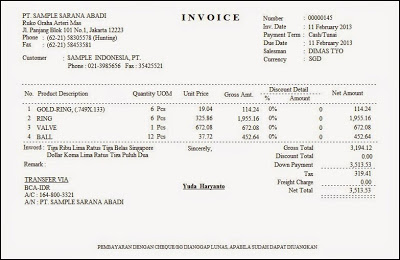 PT. SAMPLE SARANA ABADI
Ruko Graha Arteri Mas
Jl. Panjang Blok 101 No.1, Jakarta 12223
Phone : (62-21) 58305578 (Hunting)
Fax : (62-21) 58453581
Customer : SAMPLE INDONESIA, PT.
Phone : 021-3985656 Fax : 35425521
INVOICE
Number : 00000145
Inv Date : 11 February 2013
Payment Term : Cash/Tunai
Due Date : 11 February 2013
Salesman : DIMAS TYO
Currency : SGD
No. Product Description Quantity UOM Unit Price Gross Amt. Discount Detail % Amount Net Amount
1 GOLD-RING, (.749X.133) 6 Pcs 19.04 114.24 0% 0 114.24
2 RING 6 Pcs 325.86 1,955.16 0% 0 1,955.16
3 VALVE 1 Pcs 672.08 672.08 0% 0 672.08
4 BALL 12 Pcs 37.72 452.64 0% 0 452.64
Inword : Tiga Ribu Lima Ratus Tiga Belas Singapore
Dollar Koma Lima Ratus Tiga Puluh Dua
Remark :
TRANSFER VIA
BCA-IDR
A/C : 164-800-3321
A/N : PT. SAMPLE SARANA ABADI
Sincerely,
Yuda Haryanto
Gross Total 3,194.12
Discount Total 0.00
Down Payment 3,513.53
Tax 319.41
Freight Charge 0.00
Net Total 3,513.53
PEMBAYARAN DENGAN CHEQUE/BG DIANGGAP LUNAS, APABILA SUDAH DAPAT DIUANGKAN